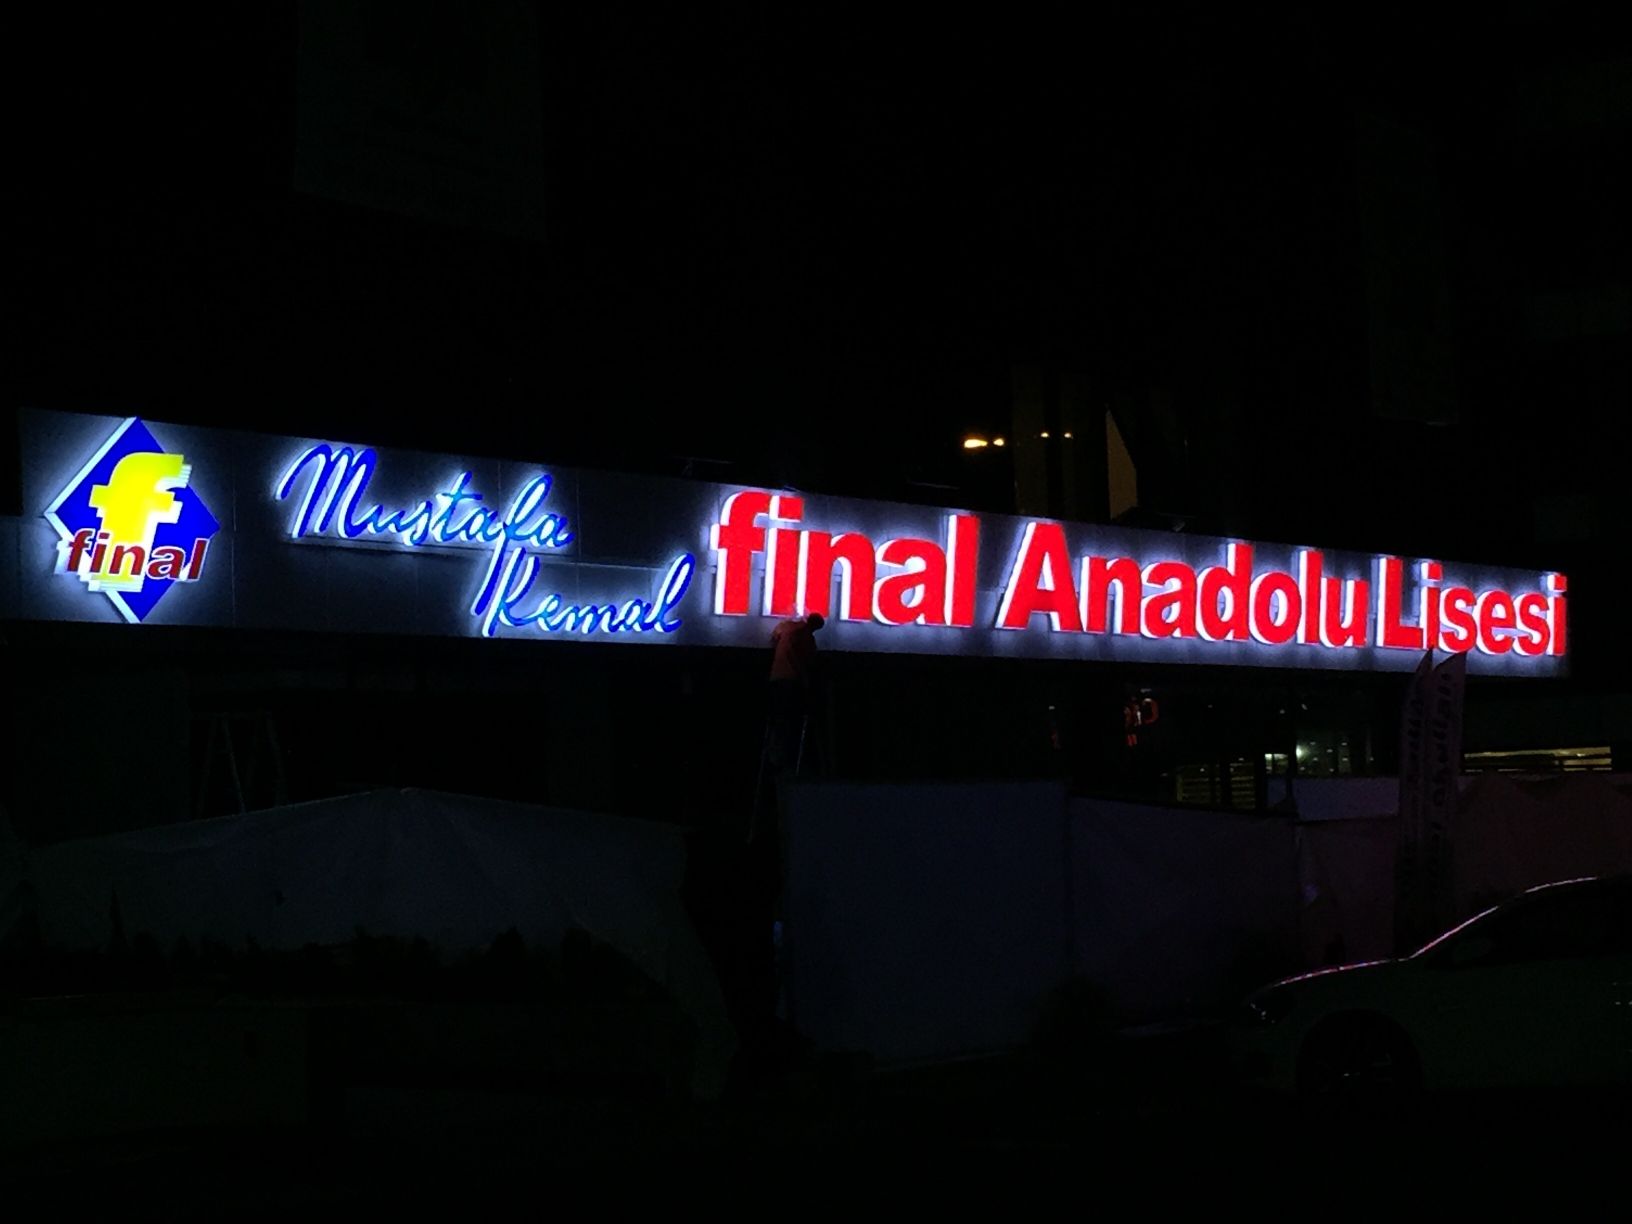 f
final
Mustafa
Kemal
final Anadolu Lisesi